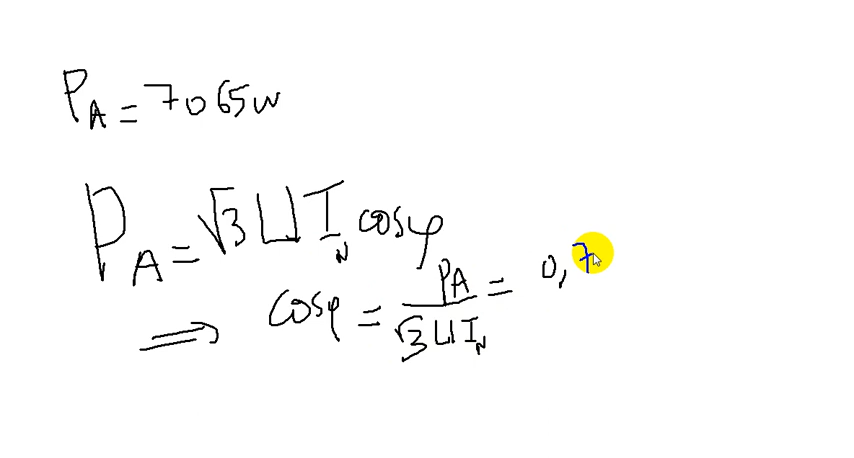 P_A = 7065w
P_A = √3 U I_N cosφ
⟹ cosφ = P_A / √3 U I_N = 0,7